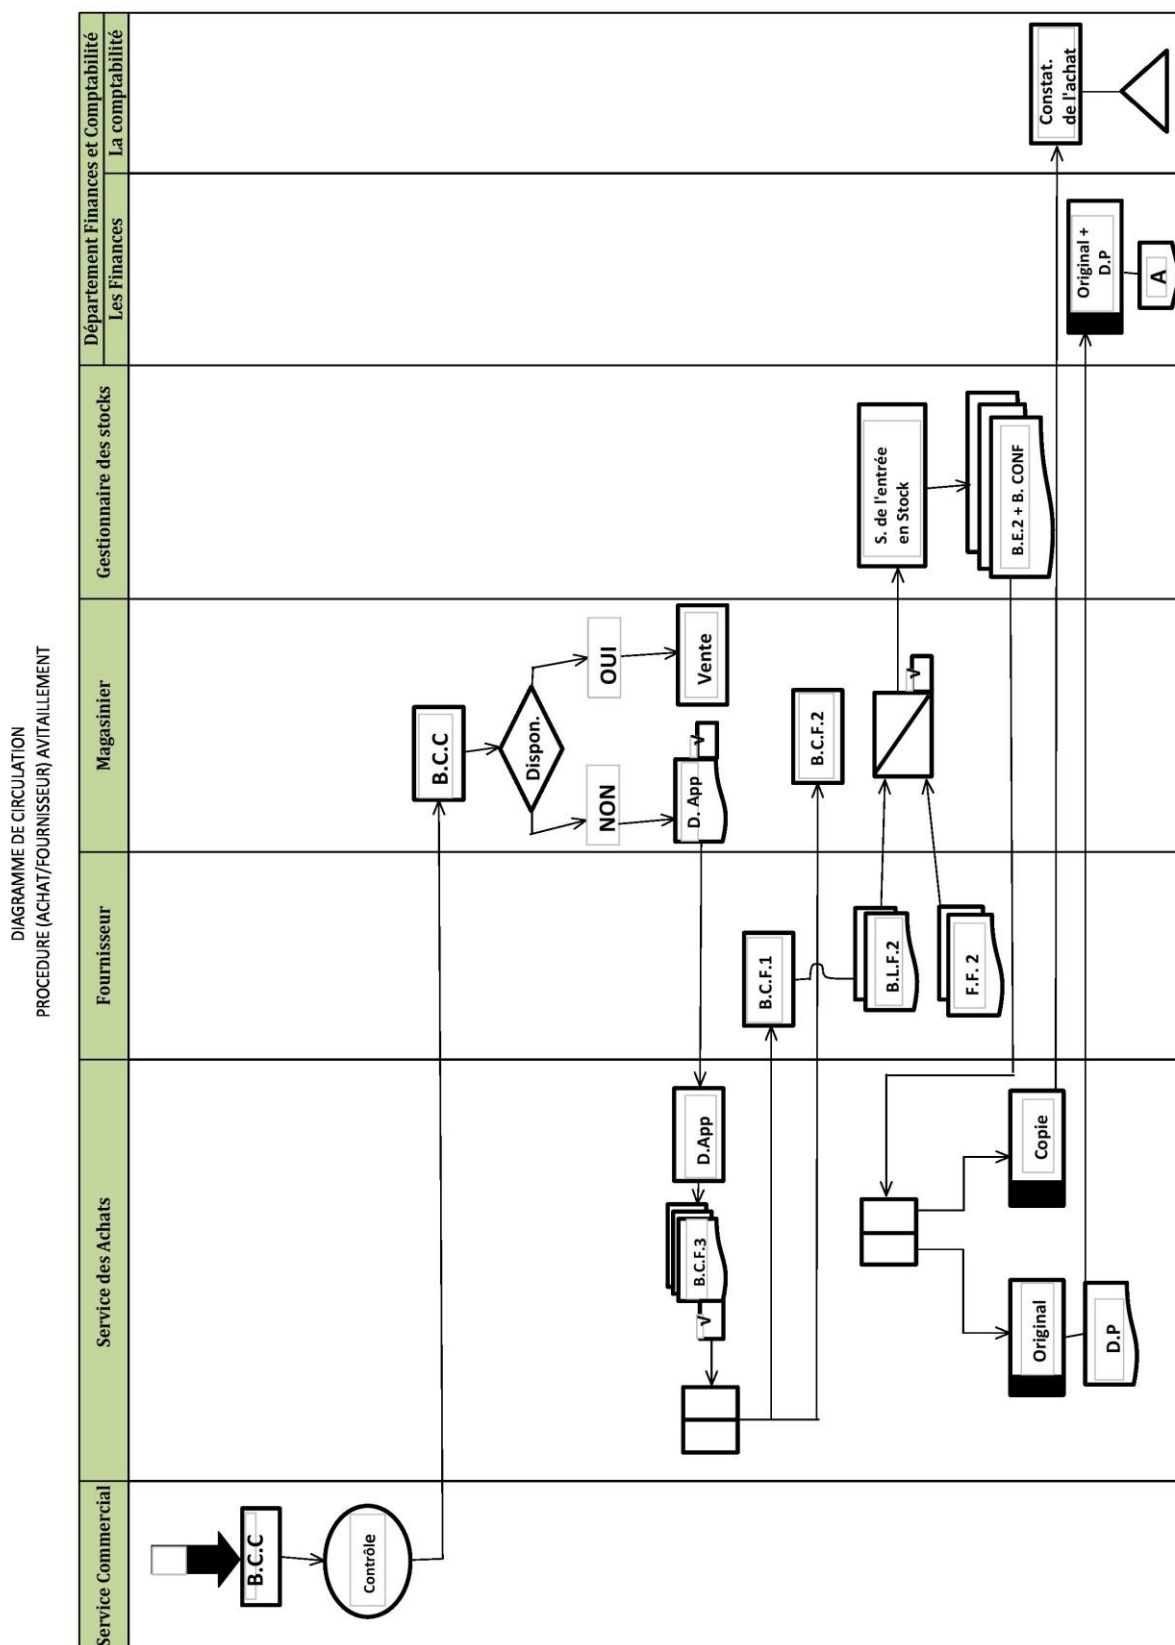 DIAGRAMME DE CIRCULATION
PROCEDURE (ACHAT/FOURNISSEUR) AVITAILLEMENT
Service Commercial
Service des Achats
Fournisseur
Magasinier
Gestionnaire des stocks
Département Finances et Comptabilité
Les Finances
La comptabilité
B.C.C
Contrôle
B.C.C
Dispon.
NON
OUI
D. App
√
Vente
D.App
B.C.F.3
√
B.C.F.1
B.C.F.2
B.L.F.2
F.F. 2
√
S. de l'entrée
en Stock
B.E.2 + B. CONF
Original
Copie
D.P
Original +
D.P
A
Constat.
de l'achat